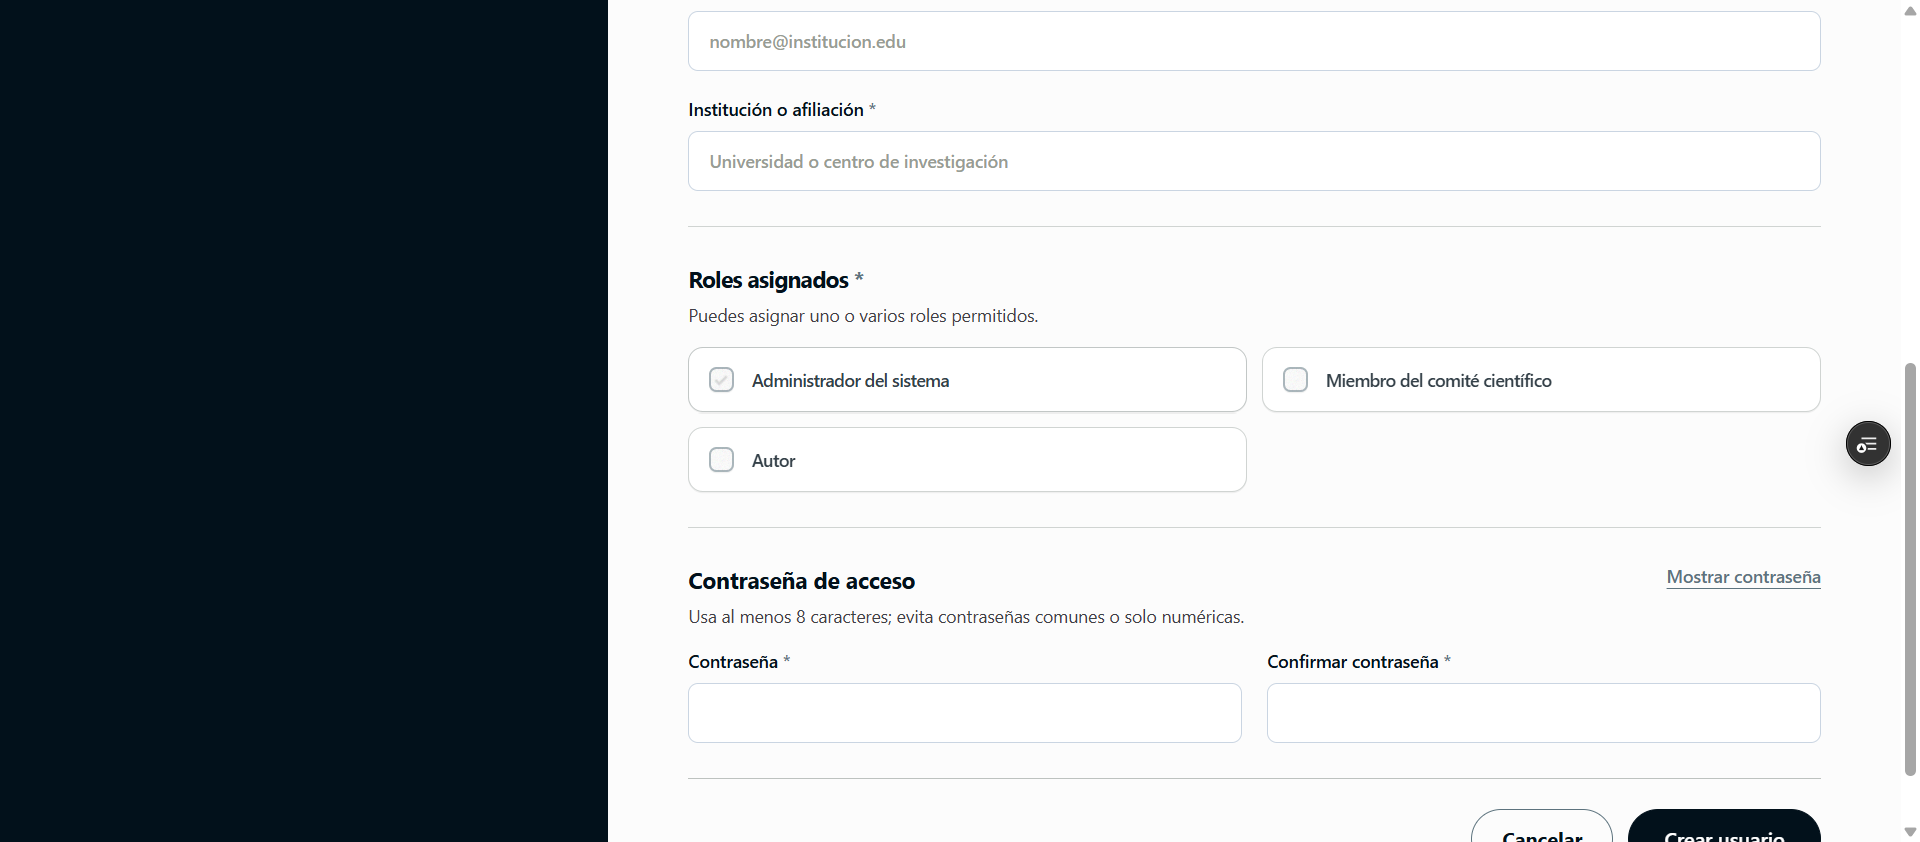 nombre@institucion.edu
Institución o afiliación *
Universidad o centro de investigación
Roles asignados *
Puedes asignar uno o varios roles permitidos.
Administrador del sistema
Miembro del comité científico
Autor
Contraseña de acceso
Mostrar contraseña
Usa al menos 8 caracteres; evita contraseñas comunes o solo numéricas.
Contraseña *
Confirmar contraseña *
Cancelar
Crear usuario